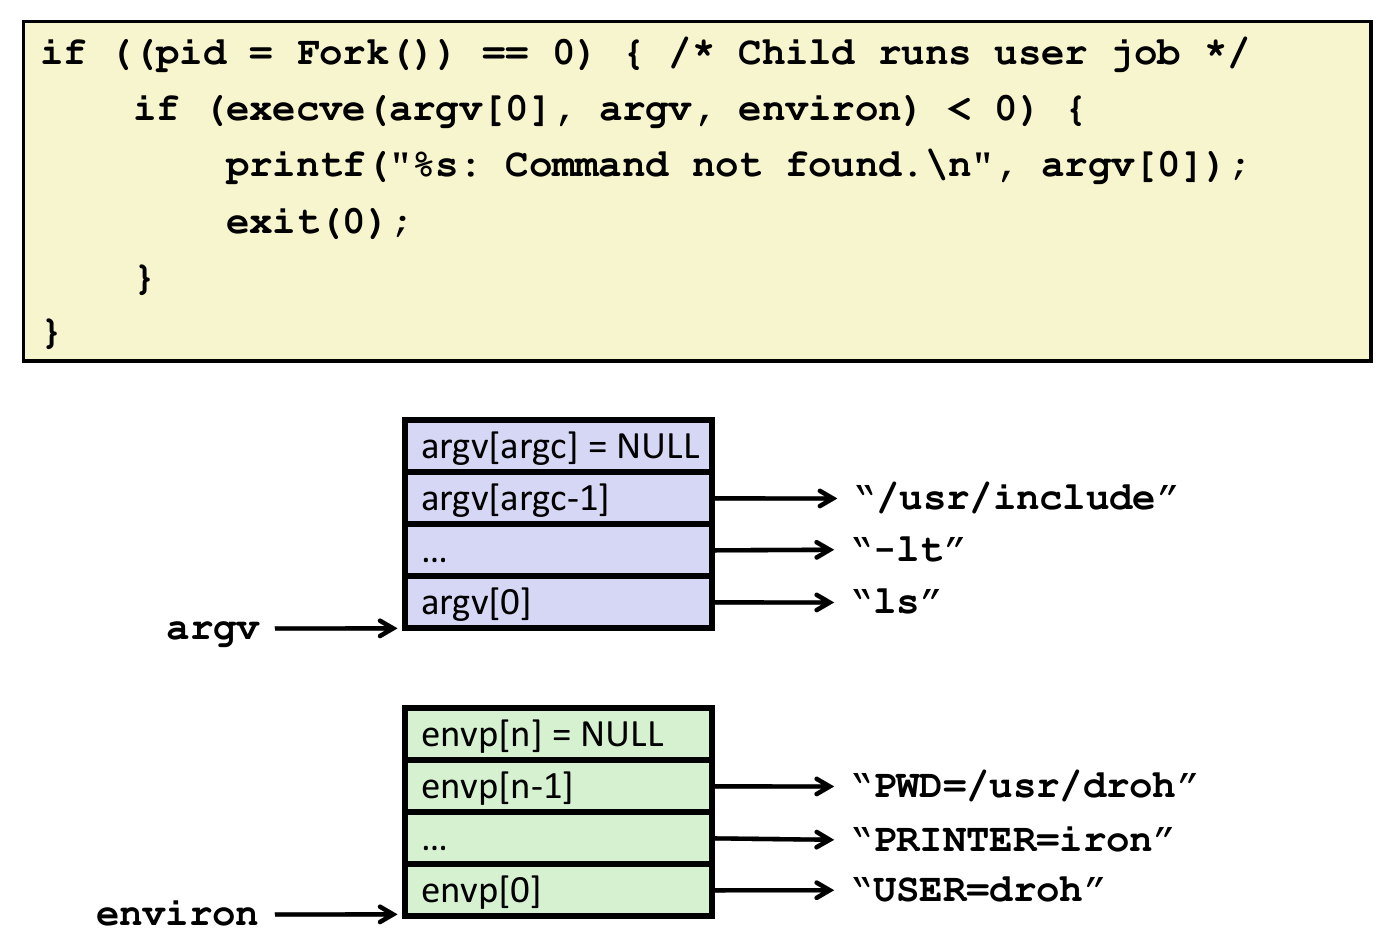 if ((pid = Fork()) == 0) { /* Child runs user job */
    if (execve(argv[0], argv, environ) < 0) {
        printf("%s: Command not found.\n", argv[0]);
        exit(0);
    }
}
argv[argc] = NULL
argv[argc-1] “/usr/include”
… “-lt”
argv[0] “ls”
argv
envp[n] = NULL
envp[n-1] “PWD=/usr/droh”
… “PRINTER=iron”
envp[0] “USER=droh”
environ